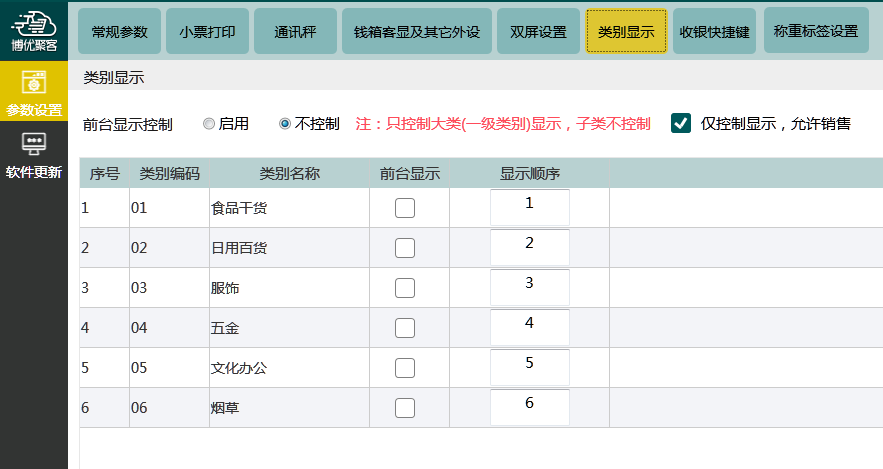 博优聚客
常规参数 小票打印 通讯秤 钱箱客显及其它外设 双屏设置 类别显示 收银快捷键 称重标签设置
参数设置
软件更新
类别显示
前台显示控制 启用 不控制 注：只控制大类(一级类别)显示，子类不控制 仅控制显示，允许销售
序号 类别编码 类别名称 前台显示 显示顺序
1 01 食品干货 1
2 02 日用百货 2
3 03 服饰 3
4 04 五金 4
5 05 文化办公 5
6 06 烟草 6